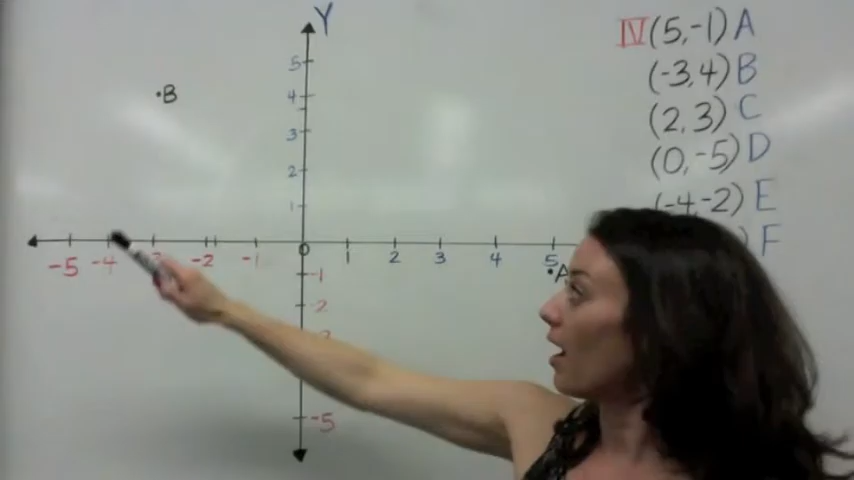 Y
IV (5,-1) A
(-3,4) B
(2,3) C
(0,-5) D
(-4,-2) E
) F
B
5
4
3
2
1
-5 -4 -3 -2 -1 0 1 2 3 4 5
A
-1
-2
-5